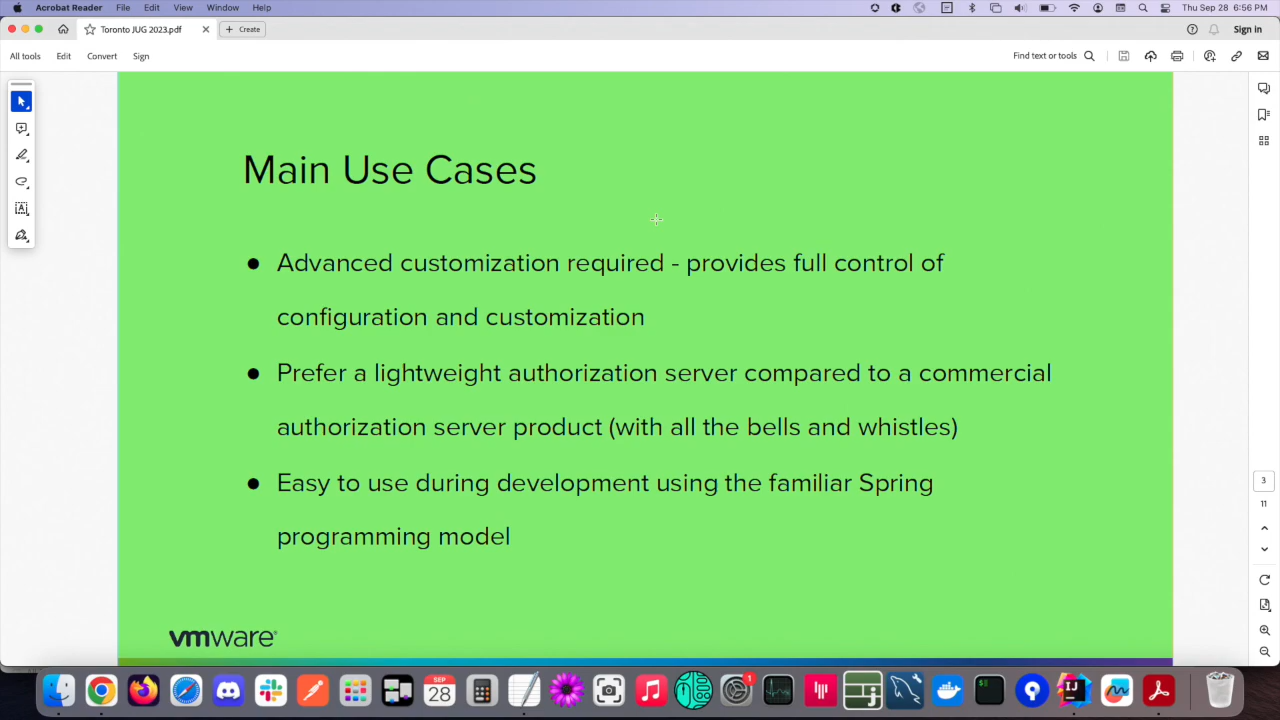 Acrobat Reader File Edit View Window Help Thu Sep 28 6:56 PM
Toronto JUG 2023.pdf Create Sign in
All tools Edit Convert Sign Find text or tools
Main Use Cases
● Advanced customization required - provides full control of
configuration and customization
● Prefer a lightweight authorization server compared to a commercial
authorization server product (with all the bells and whistles)
● Easy to use during development using the familiar Spring
programming model
3
11
vmware®
SEP
28
1